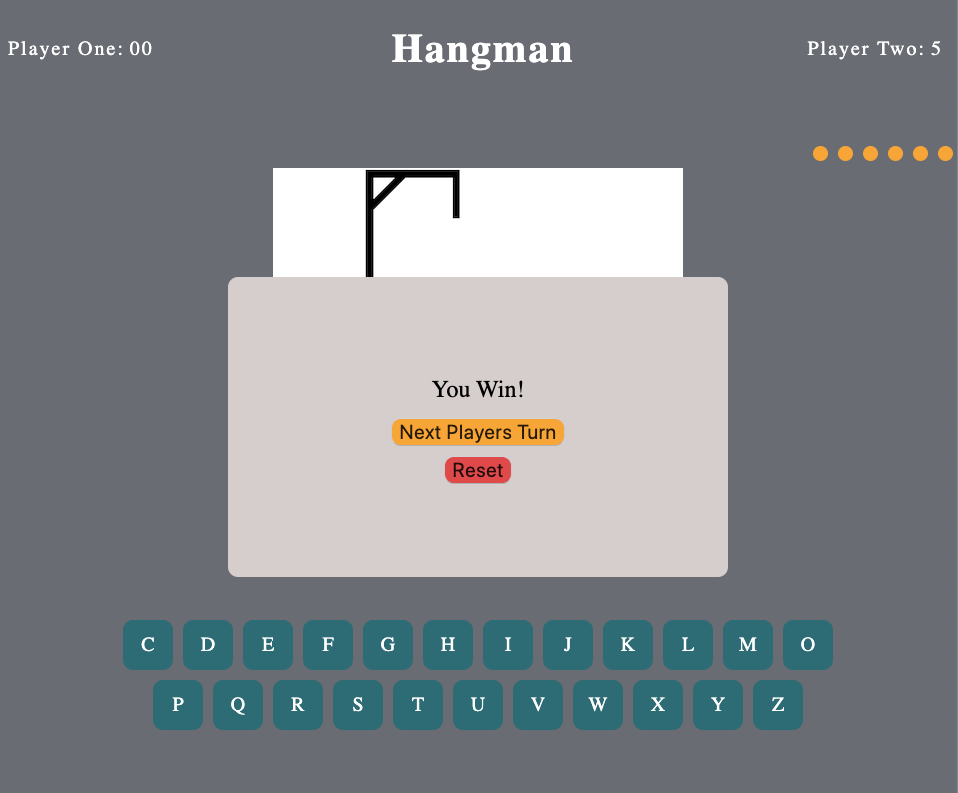 Player One: 00
Hangman
Player Two: 5
You Win!
Next Players Turn
Reset
C D E F G H I J K L M O
P Q R S T U V W X Y Z